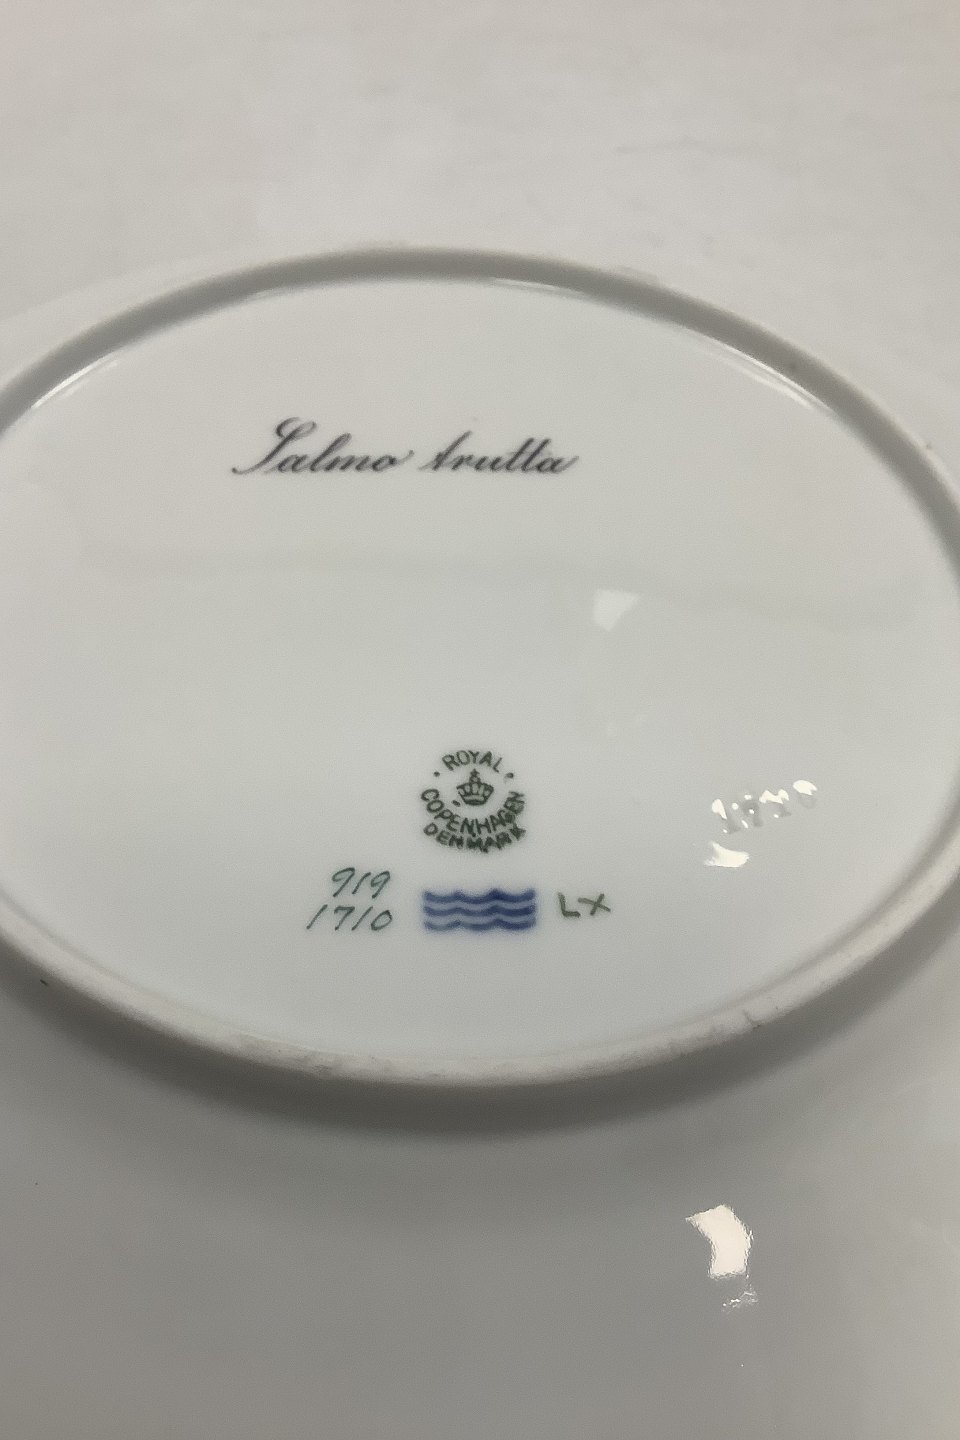 Salmo trutta
ROYAL
COPENHAGEN
DENMARK
919
1710
LX